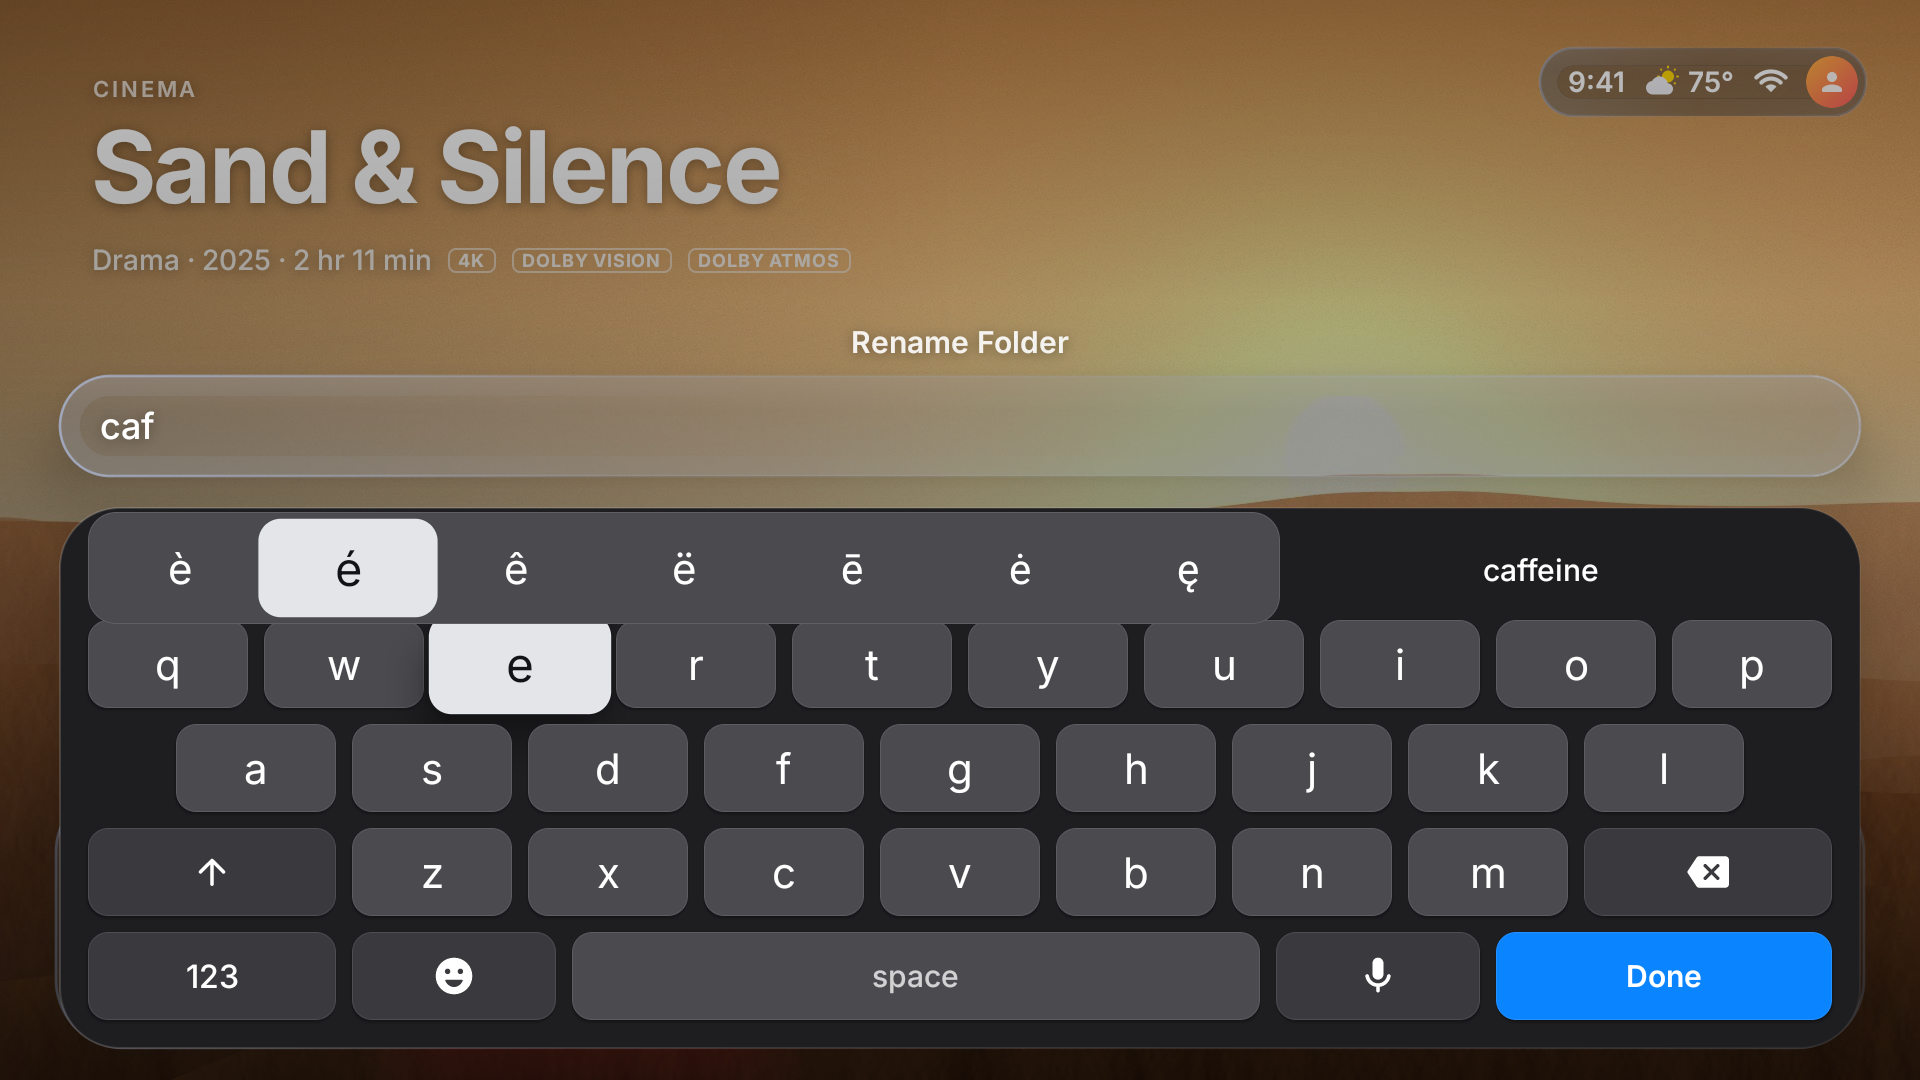 CINEMA
Sand & Silence
Drama · 2025 · 2 hr 11 min 4K DOLBY VISION DOLBY ATMOS
9:41 75°
Rename Folder
caf
è é ê ë ē ė ę caffeine
q w e r t y u i o p
a s d f g h j k l
z x c v b n m
123 space Done